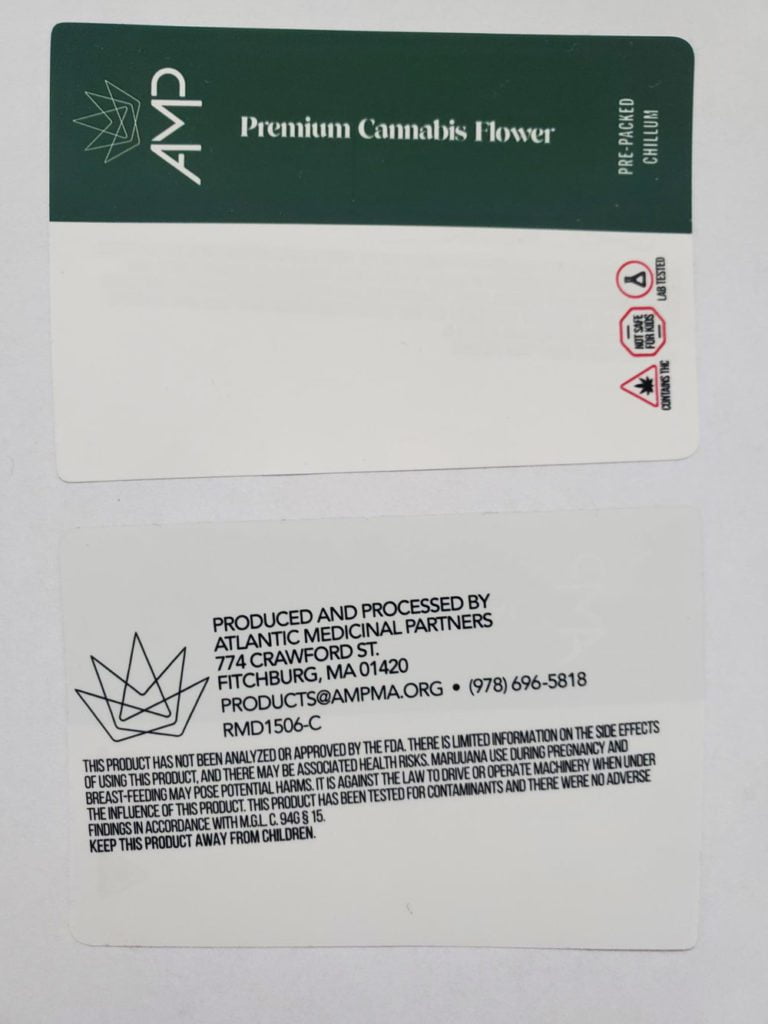 AMP
Premium Cannabis Flower
PRE-PACKED
CHILLUM
LAB TESTED
NOT SAFE
FOR KIDS
CONTAINS THC
PRODUCED AND PROCESSED BY
ATLANTIC MEDICINAL PARTNERS
774 CRAWFORD ST.
FITCHBURG, MA 01420
PRODUCTS@AMPMA.ORG • (978) 696-5818
RMD1506-C
THIS PRODUCT HAS NOT BEEN ANALYZED OR APPROVED BY THE FDA. THERE IS LIMITED INFORMATION ON THE SIDE EFFECTS
OF USING THIS PRODUCT, AND THERE MAY BE ASSOCIATED HEALTH RISKS. MARIJUANA USE DURING PREGNANCY AND
BREAST-FEEDING MAY POSE POTENTIAL HARMS. IT IS AGAINST THE LAW TO DRIVE OR OPERATE MACHINERY WHEN UNDER
THE INFLUENCE OF THIS PRODUCT. THIS PRODUCT HAS BEEN TESTED FOR CONTAMINANTS AND THERE WERE NO ADVERSE
FINDINGS IN ACCORDANCE WITH M.G.L. C. 94G § 15.
KEEP THIS PRODUCT AWAY FROM CHILDREN.